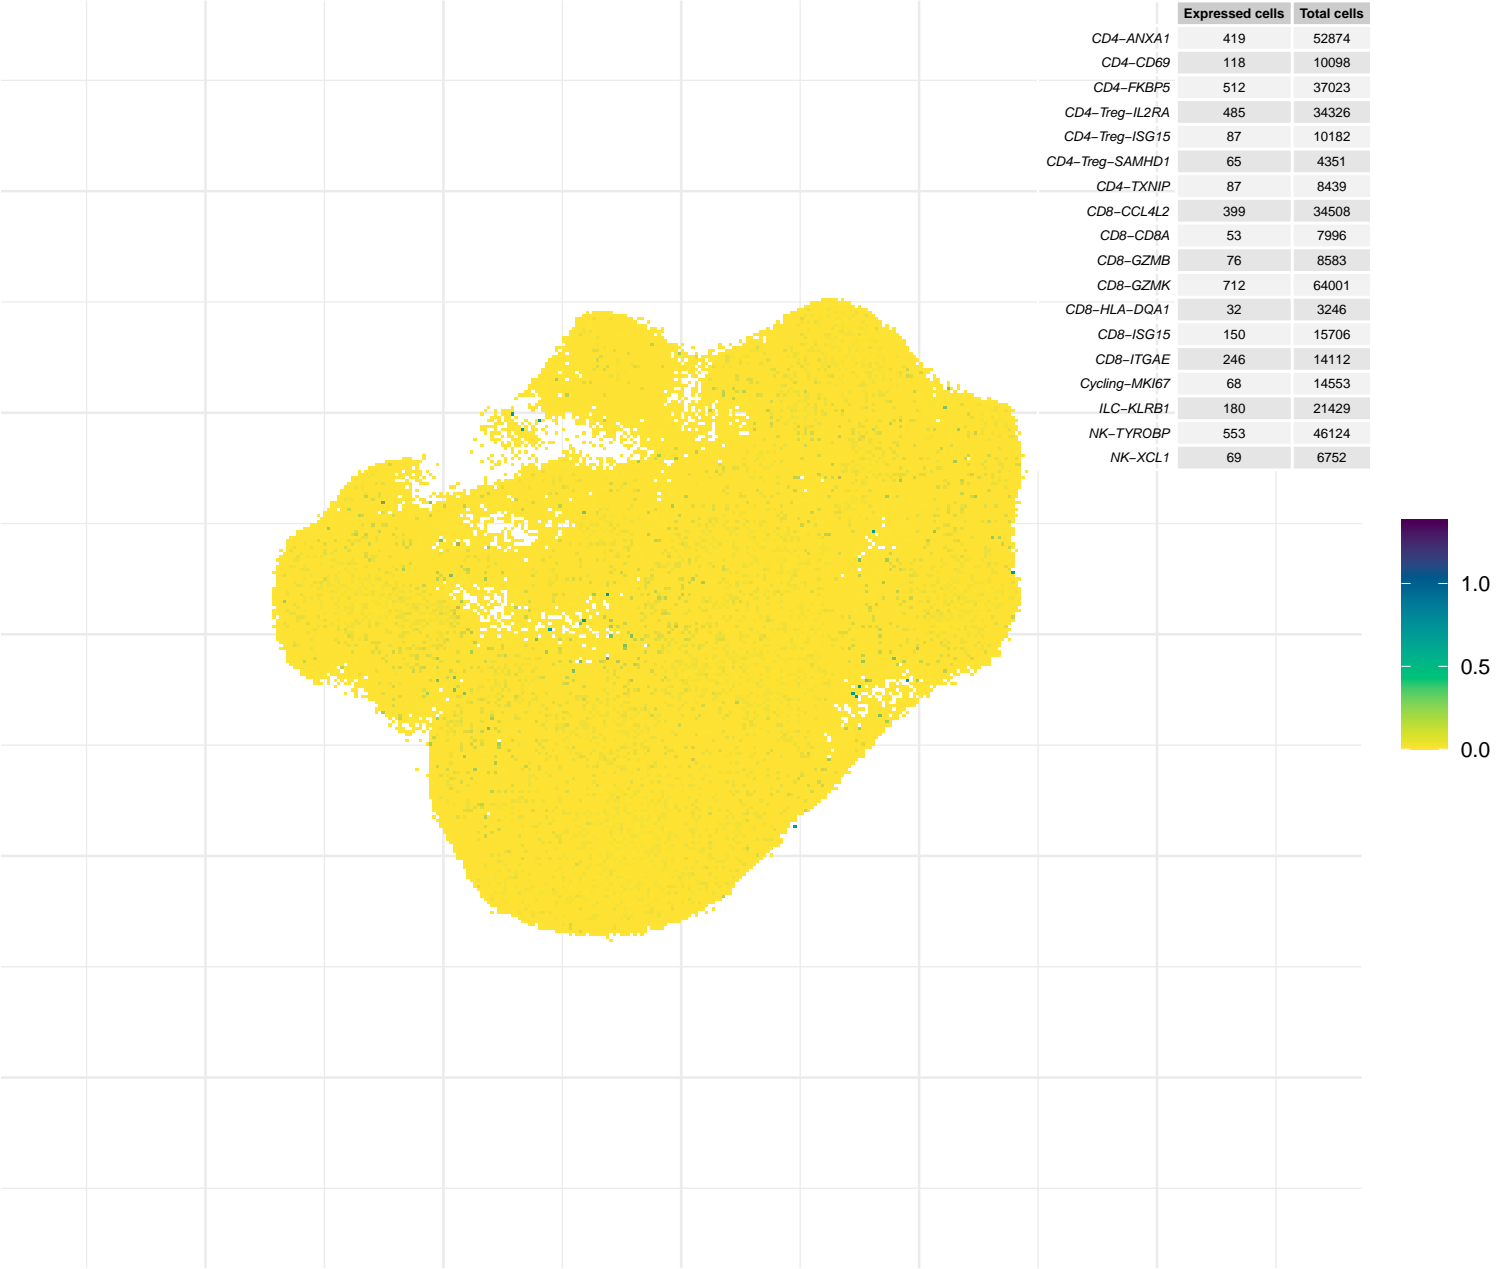 Expressed cells Total cells
CD4−ANXA1 419 52874
CD4−CD69 118 10098
CD4−FKBP5 512 37023
CD4−Treg−IL2RA 485 34326
CD4−Treg−ISG15 87 10182
CD4−Treg−SAMHD1 65 4351
CD4−TXNIP 87 8439
CD8−CCL4L2 399 34508
CD8−CD8A 53 7996
CD8−GZMB 76 8583
CD8−GZMK 712 64001
CD8−HLA−DQA1 32 3246
CD8−ISG15 150 15706
CD8−ITGAE 246 14112
Cycling−MKI67 68 14553
ILC−KLRB1 180 21429
NK−TYROBP 553 46124
NK−XCL1 69 6752
1.0
0.5
0.0